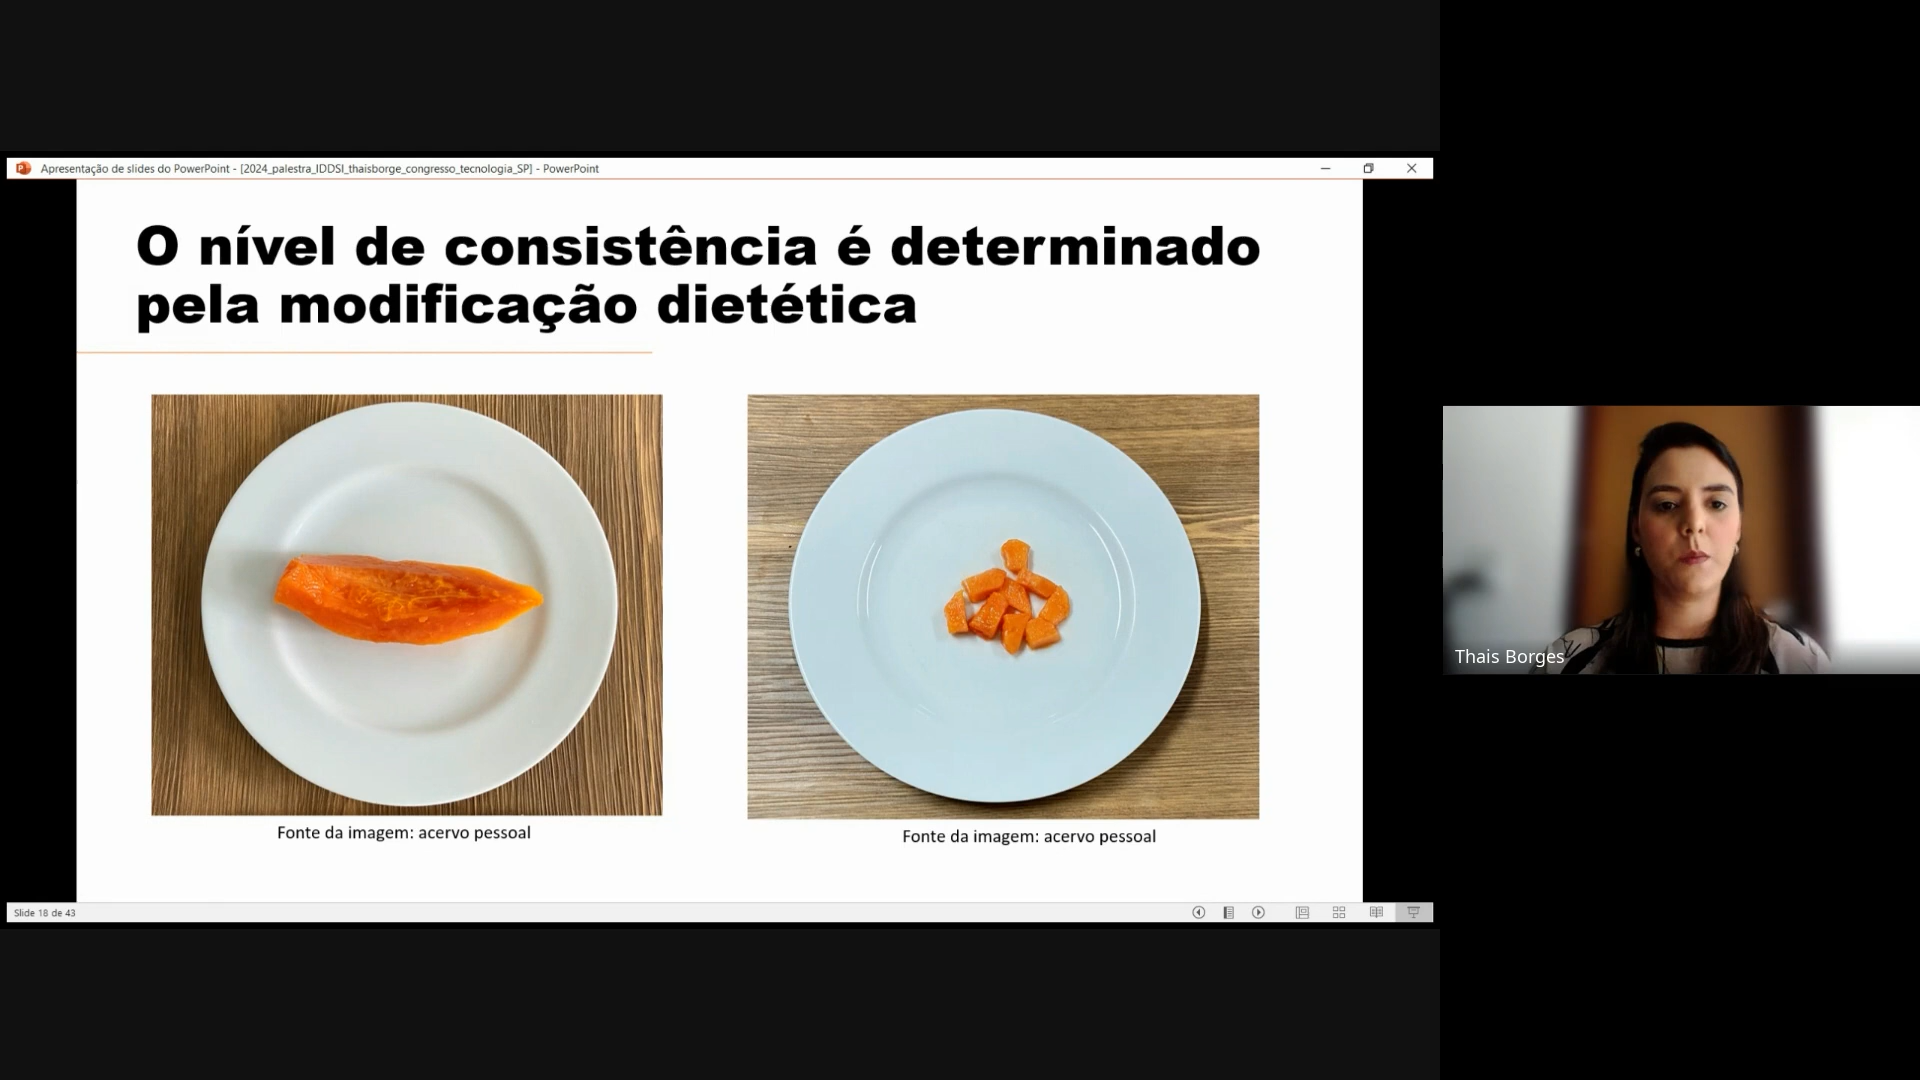 Apresentação de slides do PowerPoint - [2024_palestra_IDDSI_thaisborge_congresso_tecnologia_SP] - PowerPoint
O nível de consistência é determinado
pela modificação dietética
Fonte da imagem: acervo pessoal
Fonte da imagem: acervo pessoal
Thais Borges
Slide 18 de 43